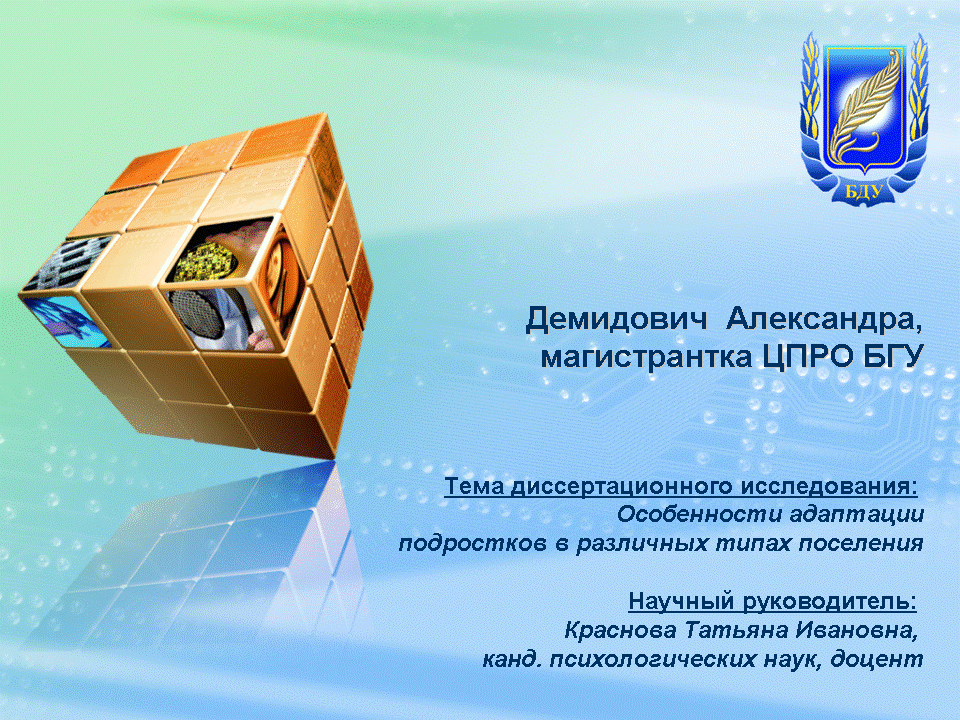 БДУ
Демидович Александра,
магистрантка ЦПРО БГУ
Тема диссертационного исследования:
Особенности адаптации
подростков в различных типах поселения
Научный руководитель:
Краснова Татьяна Ивановна,
канд. психологических наук, доцент